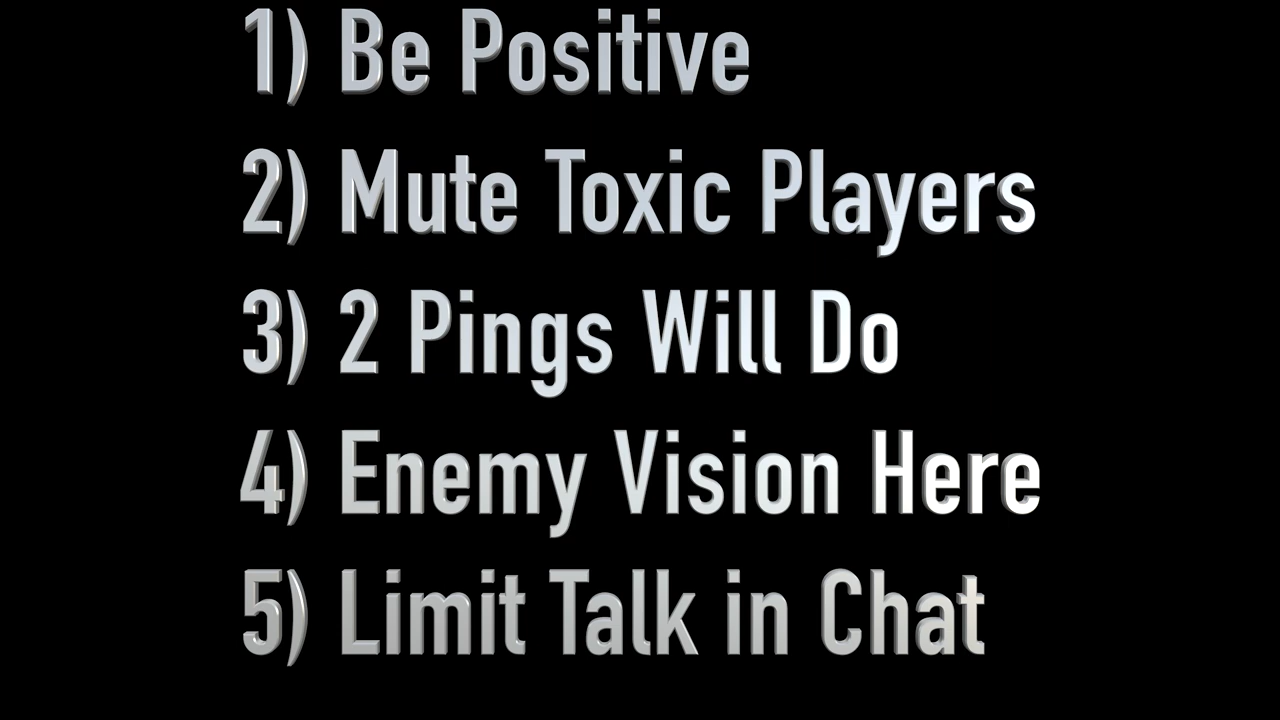 1) Be Positive
2) Mute Toxic Players
3) 2 Pings Will Do
4) Enemy Vision Here
5) Limit Talk in Chat